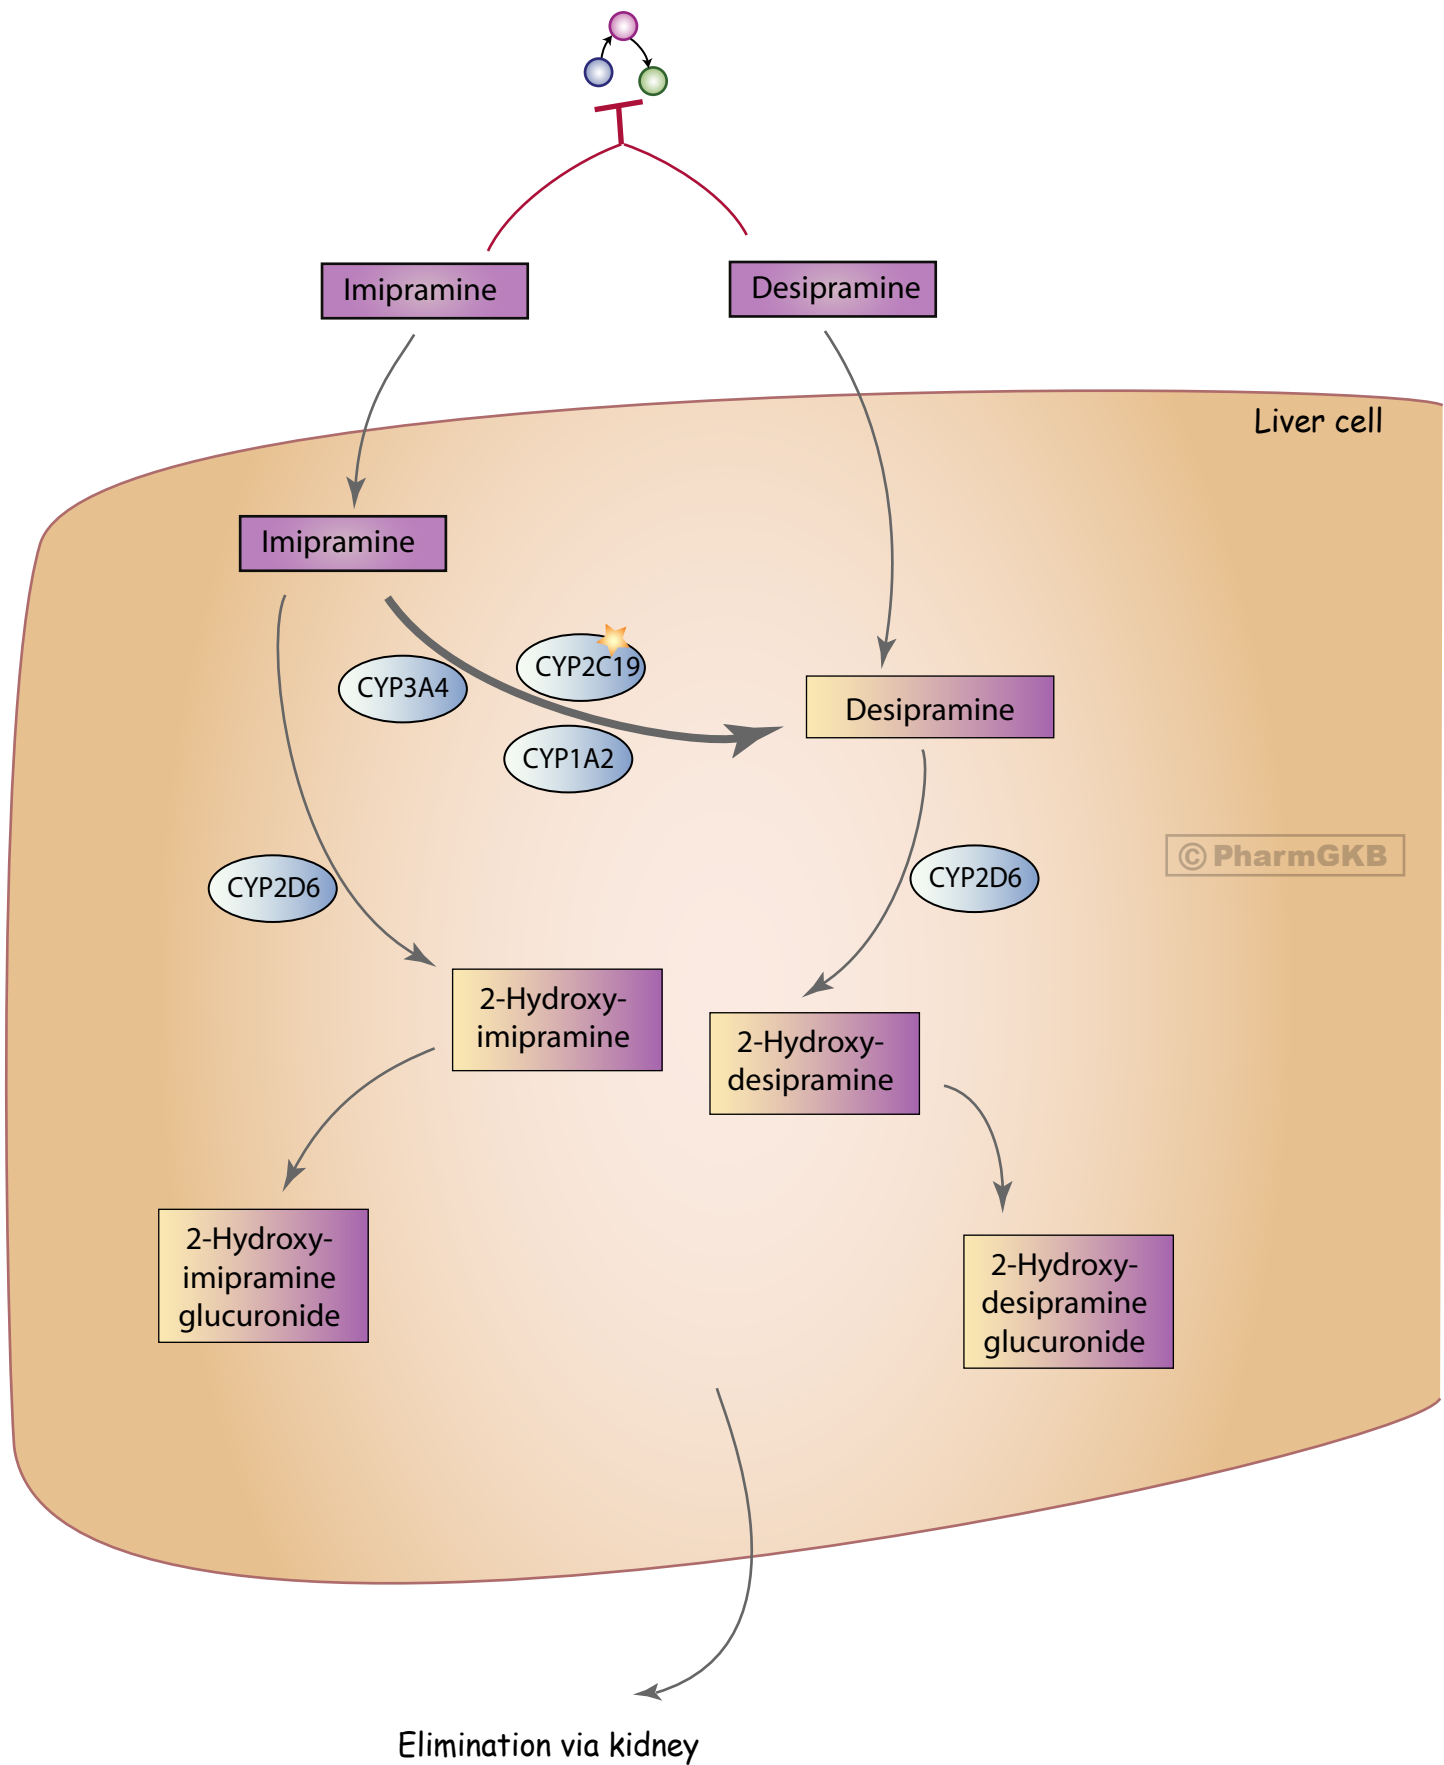 Imipramine
Desipramine
Liver cell
Imipramine
CYP2C19
CYP3A4
Desipramine
CYP1A2
© PharmGKB
CYP2D6
CYP2D6
2-Hydroxy-
imipramine
2-Hydroxy-
desipramine
2-Hydroxy-
imipramine
glucuronide
2-Hydroxy-
desipramine
glucuronide
Elimination via kidney